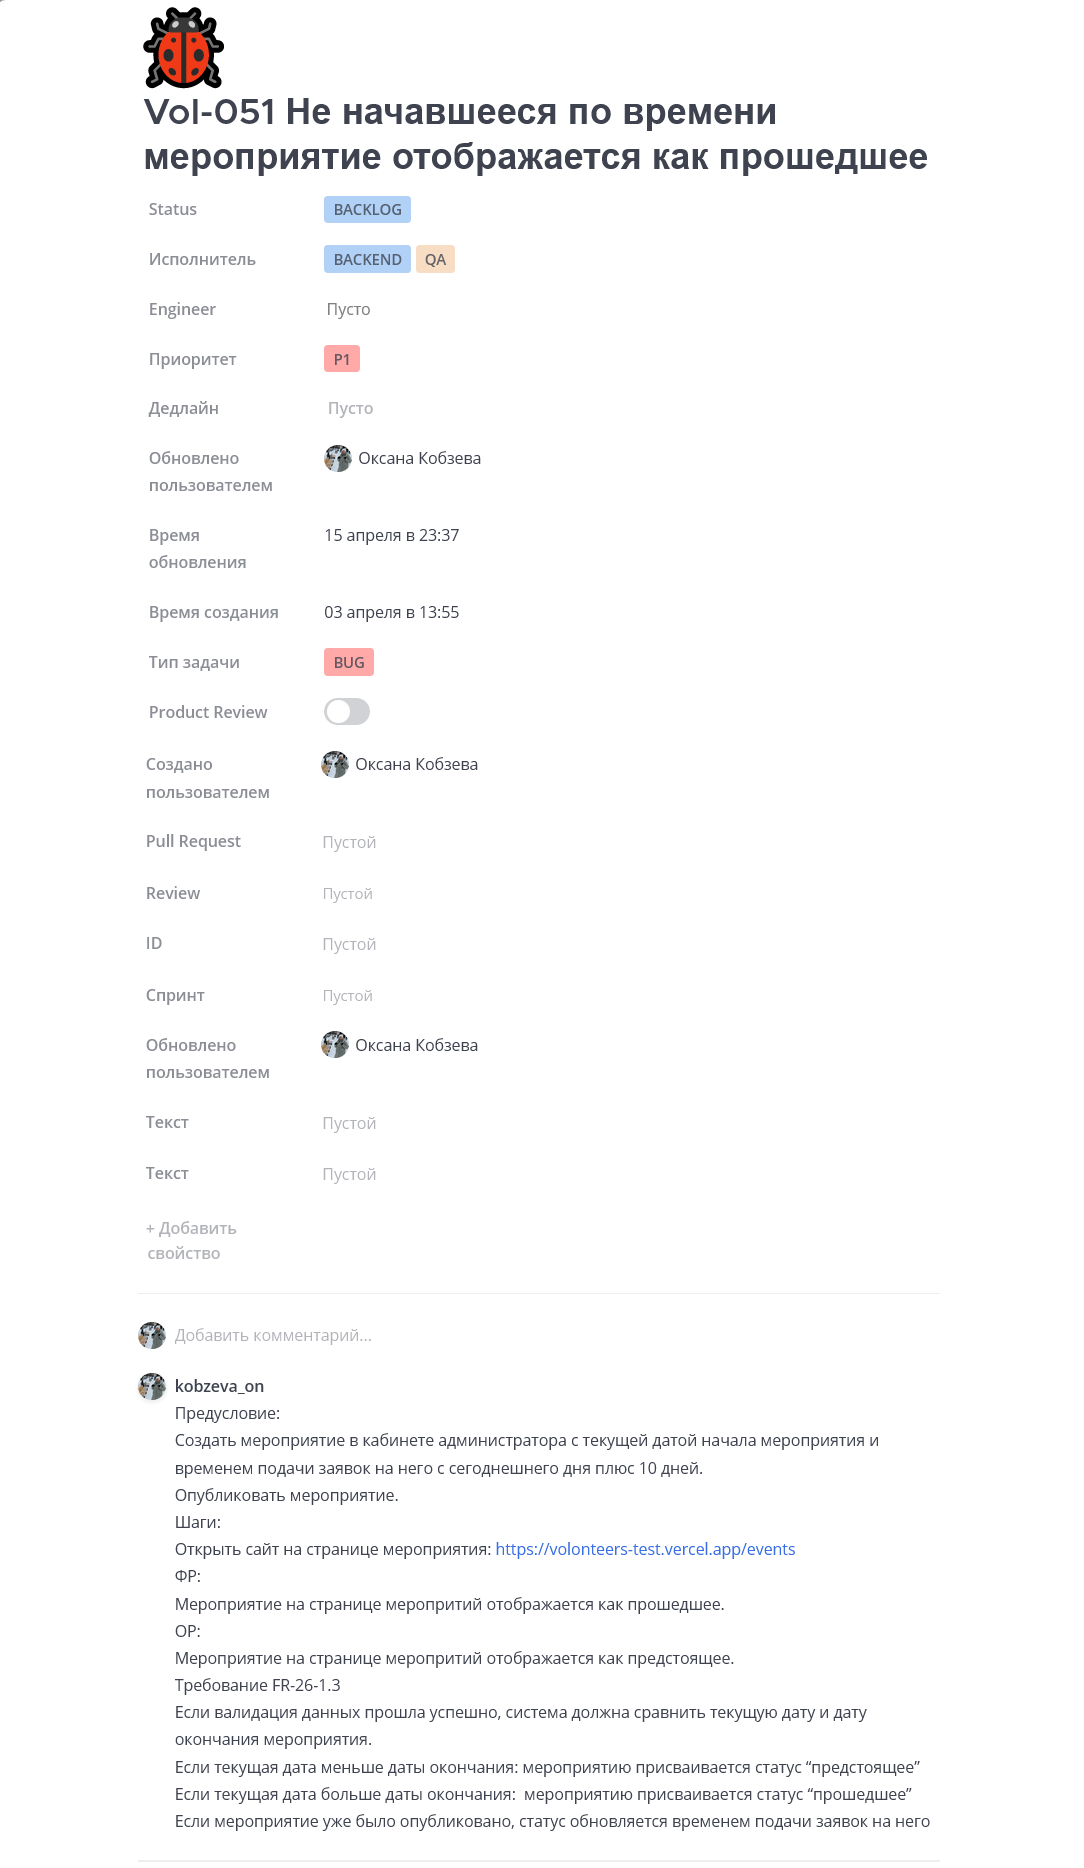 Vol-051 Не начавшееся по времени
мероприятие отображается как прошедшее
Status BACKLOG
Исполнитель BACKEND QA
Engineer Пусто
Приоритет P1
Дедлайн Пусто
Обновлено Оксана Кобзева
пользователем
Время 15 апреля в 23:37
обновления
Время создания 03 апреля в 13:55
Тип задачи BUG
Product Review
Создано Оксана Кобзева
пользователем
Pull Request Пустой
Review Пустой
ID Пустой
Спринт Пустой
Обновлено Оксана Кобзева
пользователем
Текст Пустой
Текст Пустой
+ Добавить
свойство
Добавить комментарий...
kobzeva_on
Предусловие:
Создать мероприятие в кабинете администратора с текущей датой начала мероприятия и
временем подачи заявок на него с сегоднешнего дня плюс 10 дней.
Опубликовать мероприятие.
Шаги:
Открыть сайт на странице мероприятия: https://volonteers-test.vercel.app/events
ФР:
Мероприятие на странице меропритий отображается как прошедшее.
ОР:
Мероприятие на странице меропритий отображается как предстоящее.
Требование FR-26-1.3
Если валидация данных прошла успешно, система должна сравнить текущую дату и дату
окончания мероприятия.
Если текущая дата меньше даты окончания: мероприятию присваивается статус “предстоящее”
Если текущая дата больше даты окончания:  мероприятию присваивается статус “прошедшее”
Если мероприятие уже было опубликовано, статус обновляется временем подачи заявок на него